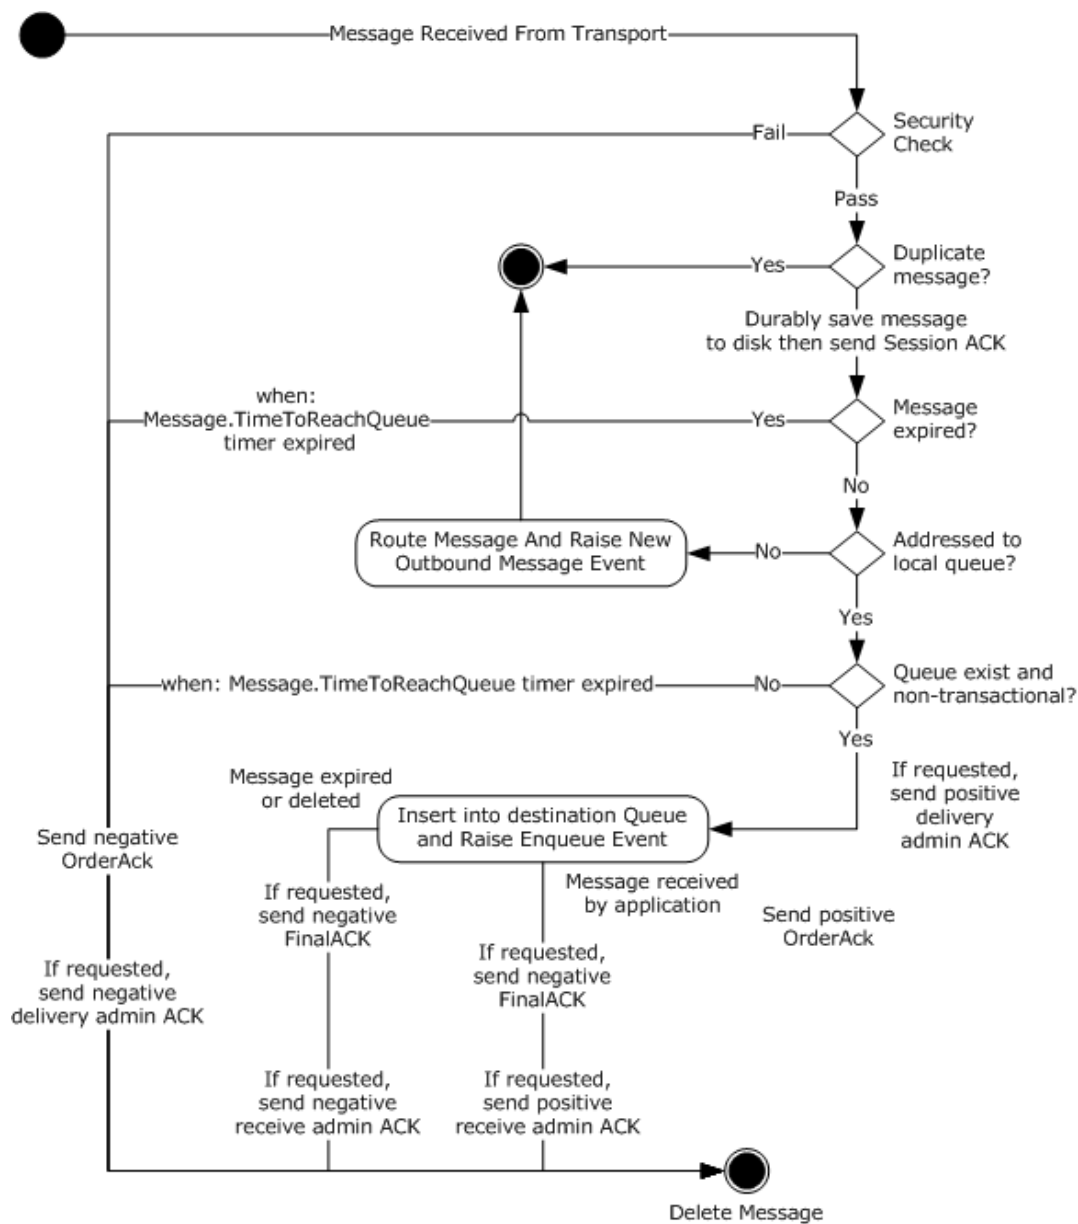 Message Received From Transport
Fail
Security
Check
Pass
Yes
Duplicate
message?
Durably save message
to disk then send Session ACK
when:
Message.TimeToReachQueue
timer expired
Yes
Message
expired?
No
Route Message And Raise New
Outbound Message Event
No
Addressed to
local queue?
Yes
when: Message.TimeToReachQueue timer expired
No
Queue exist and
non-transactional?
Yes
If requested,
send positive
delivery
admin ACK
Message expired
or deleted
Insert into destination Queue
and Raise Enqueue Event
Send negative
OrderAck
If requested,
send negative
FinalACK
Message received
by application
Send positive
OrderAck
If requested,
send negative
FinalACK
If requested,
send negative
delivery admin ACK
If requested,
send negative
receive admin ACK
If requested,
send positive
receive admin ACK
Delete Message